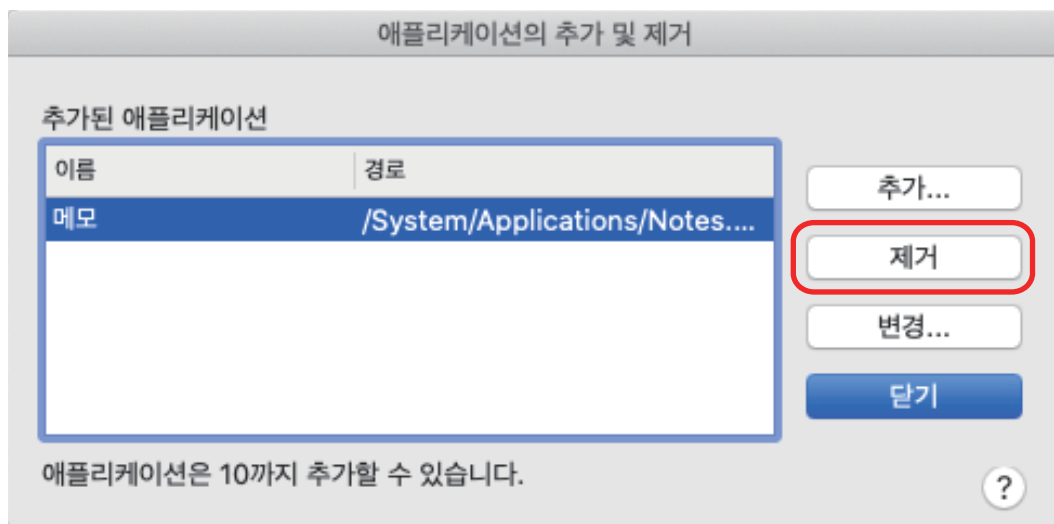 애플리케이션의 추가 및 제거
추가된 애플리케이션
이름 경로
메모 /System/Applications/Notes....
추가...
제거
변경...
닫기
애플리케이션은 10까지 추가할 수 있습니다.
?